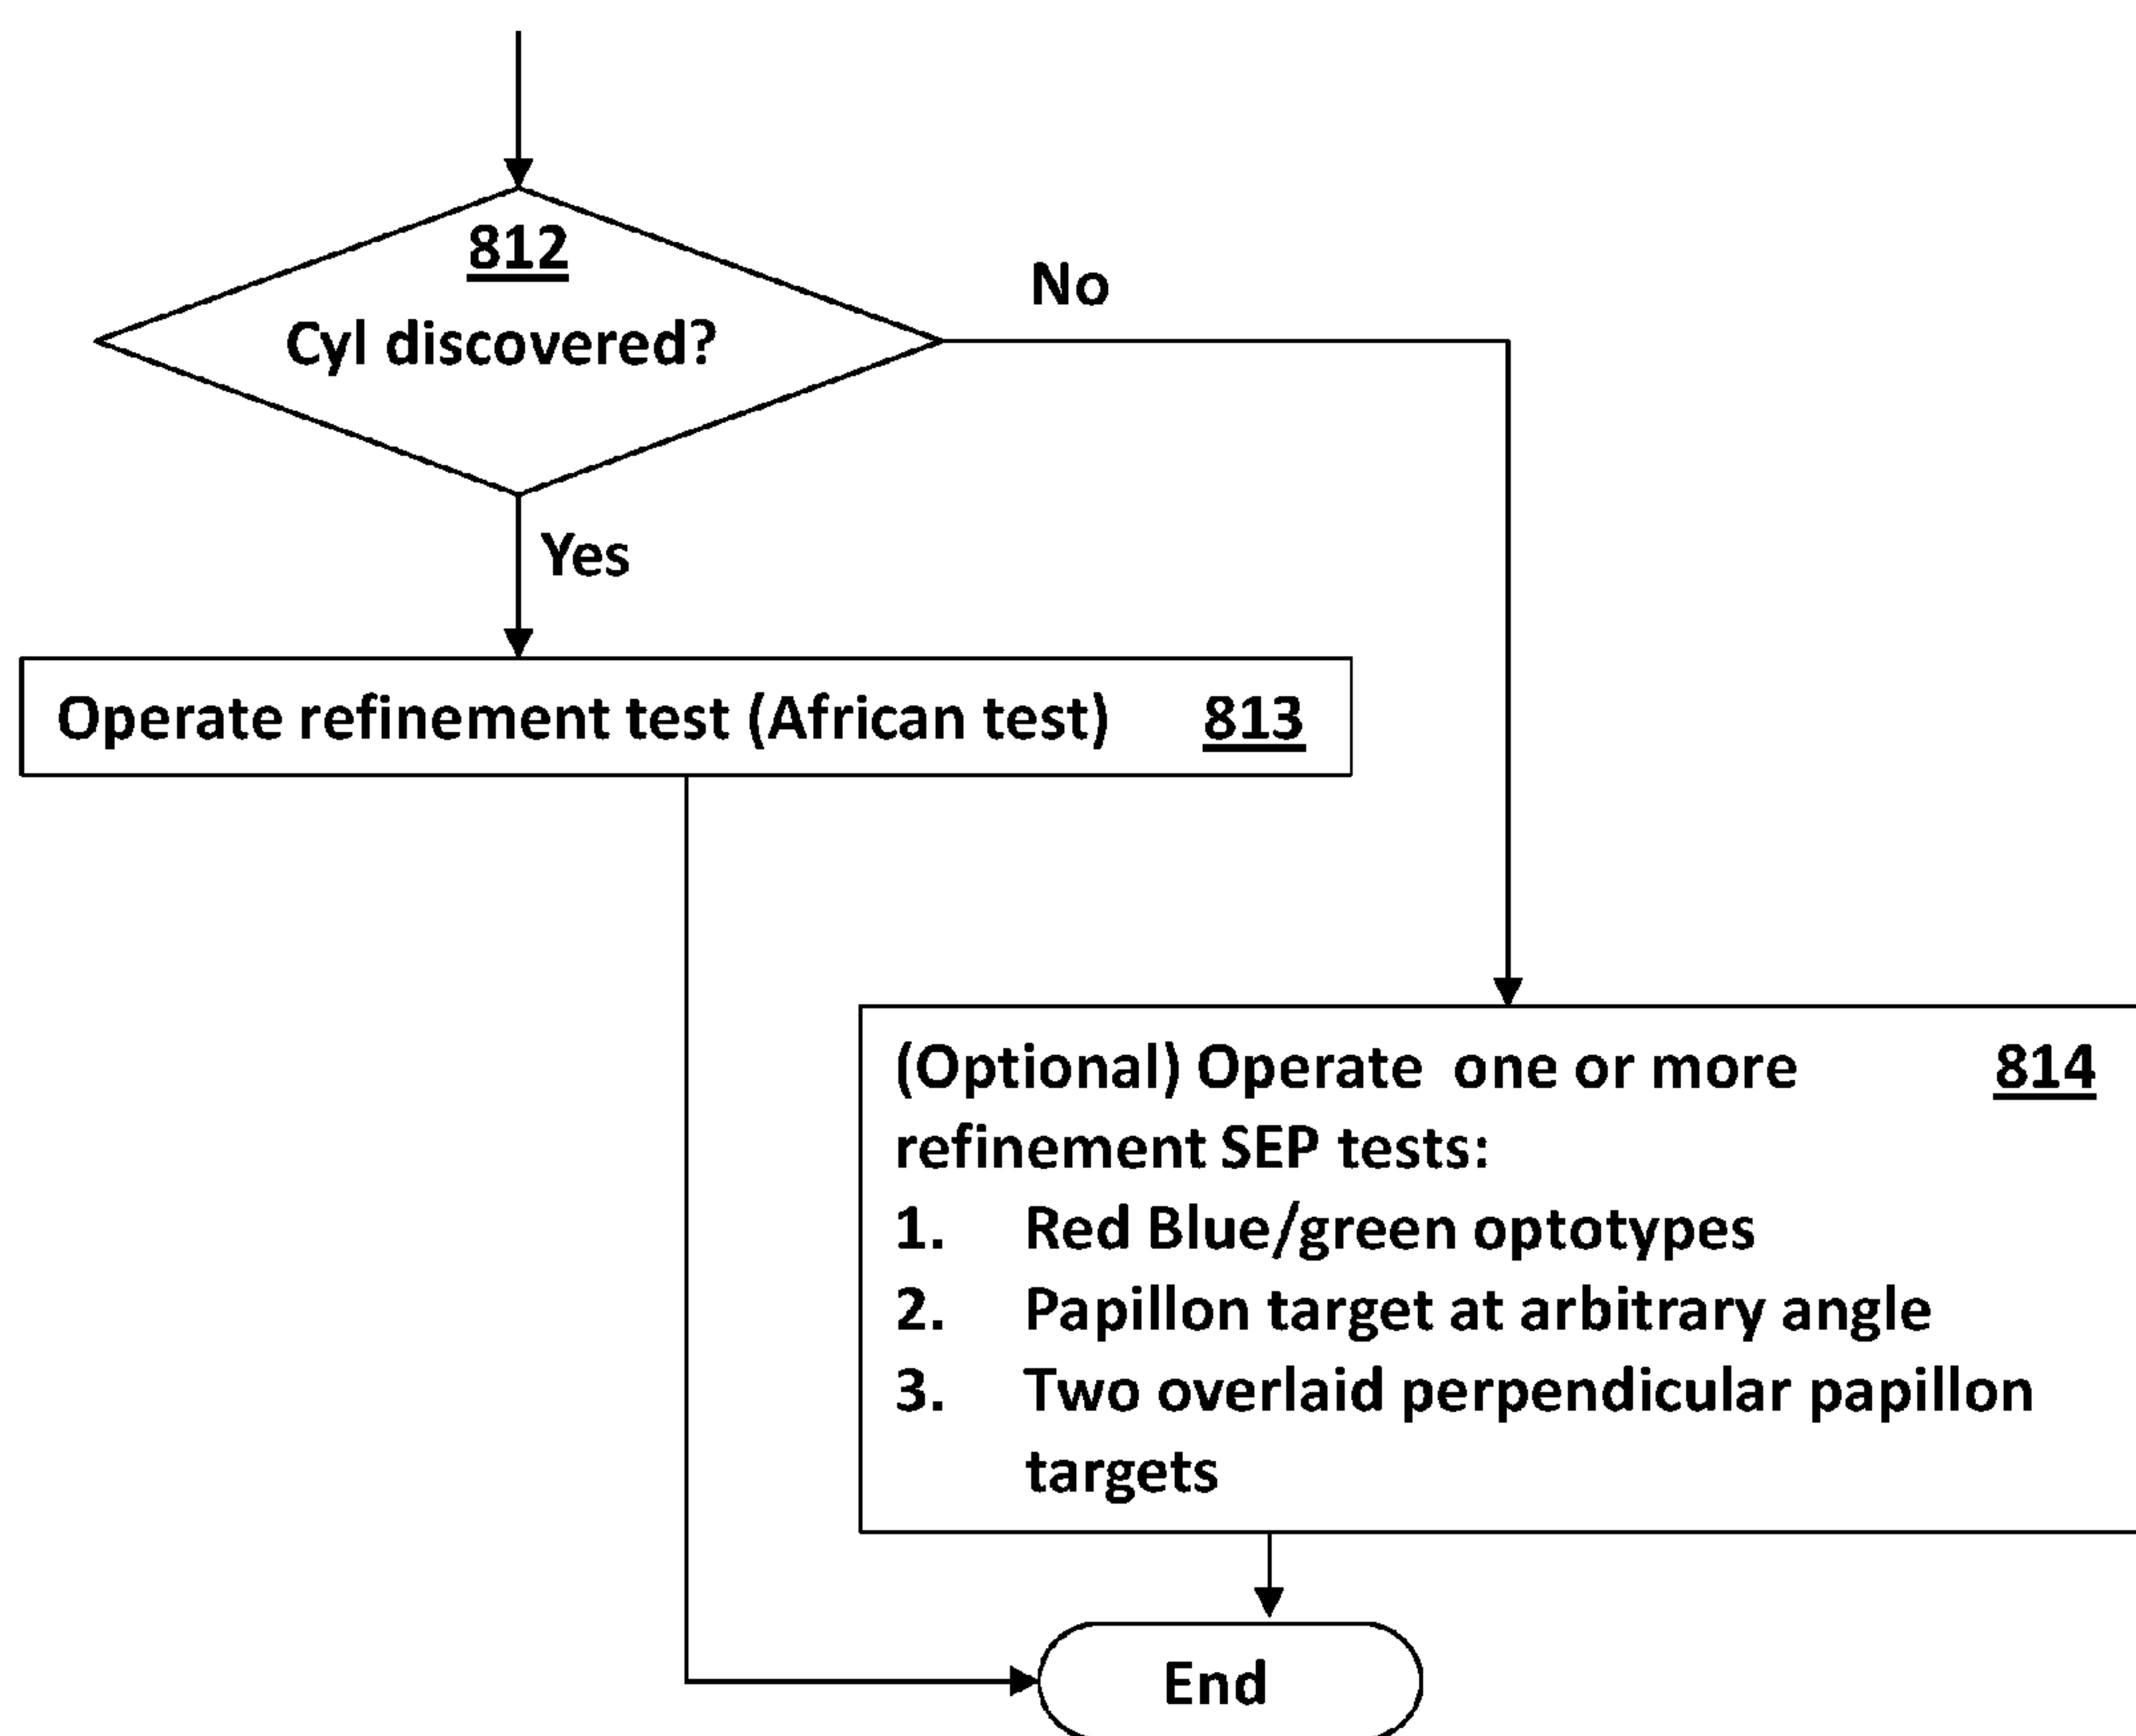 812
Cyl discovered?
No
Yes
Operate refinement test (African test) 813
(Optional) Operate one or more 814
refinement SEP tests:
1. Red Blue/green optotypes
2. Papillon target at arbitrary angle
3. Two overlaid perpendicular papillon
targets
End